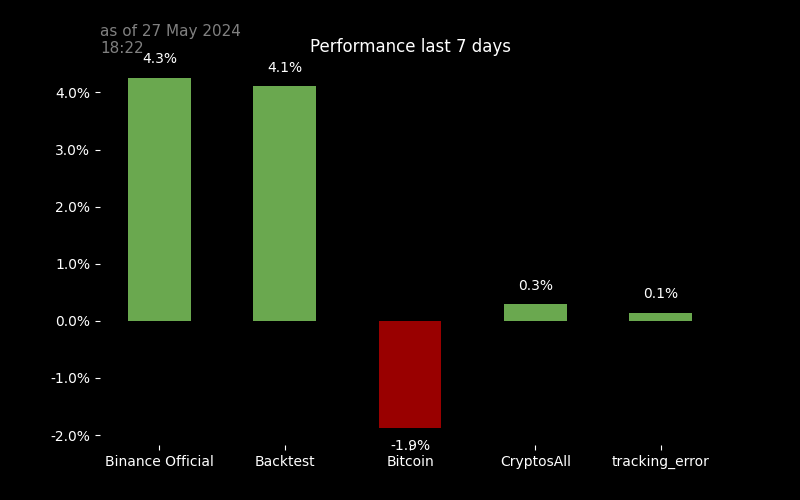 as of 27 May 2024
18:22
Performance last 7 days
4.3%
4.1%
4.0%
3.0%
2.0%
1.0%
0.3%
0.1%
0.0%
-1.0%
-2.0%
-1.9%
Binance Official
Backtest
Bitcoin
CryptosAll
tracking_error